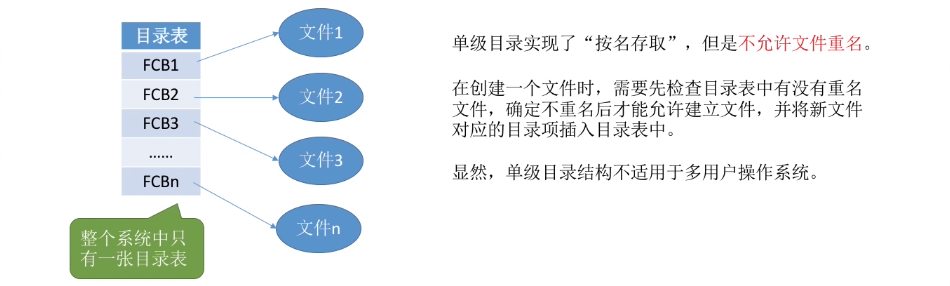 目录表
FCB1
FCB2
FCB3
......
FCBn
文件1
文件2
文件3
文件n
整个系统中只
有一张目录表
单级目录实现了“按名存取”，但是不允许文件重名。
在创建一个文件时，需要先检查目录表中有没有重名
文件，确定不重名后才能允许建立文件，并将新文件
对应的目录项插入目录表中。
显然，单级目录结构不适用于多用户操作系统。